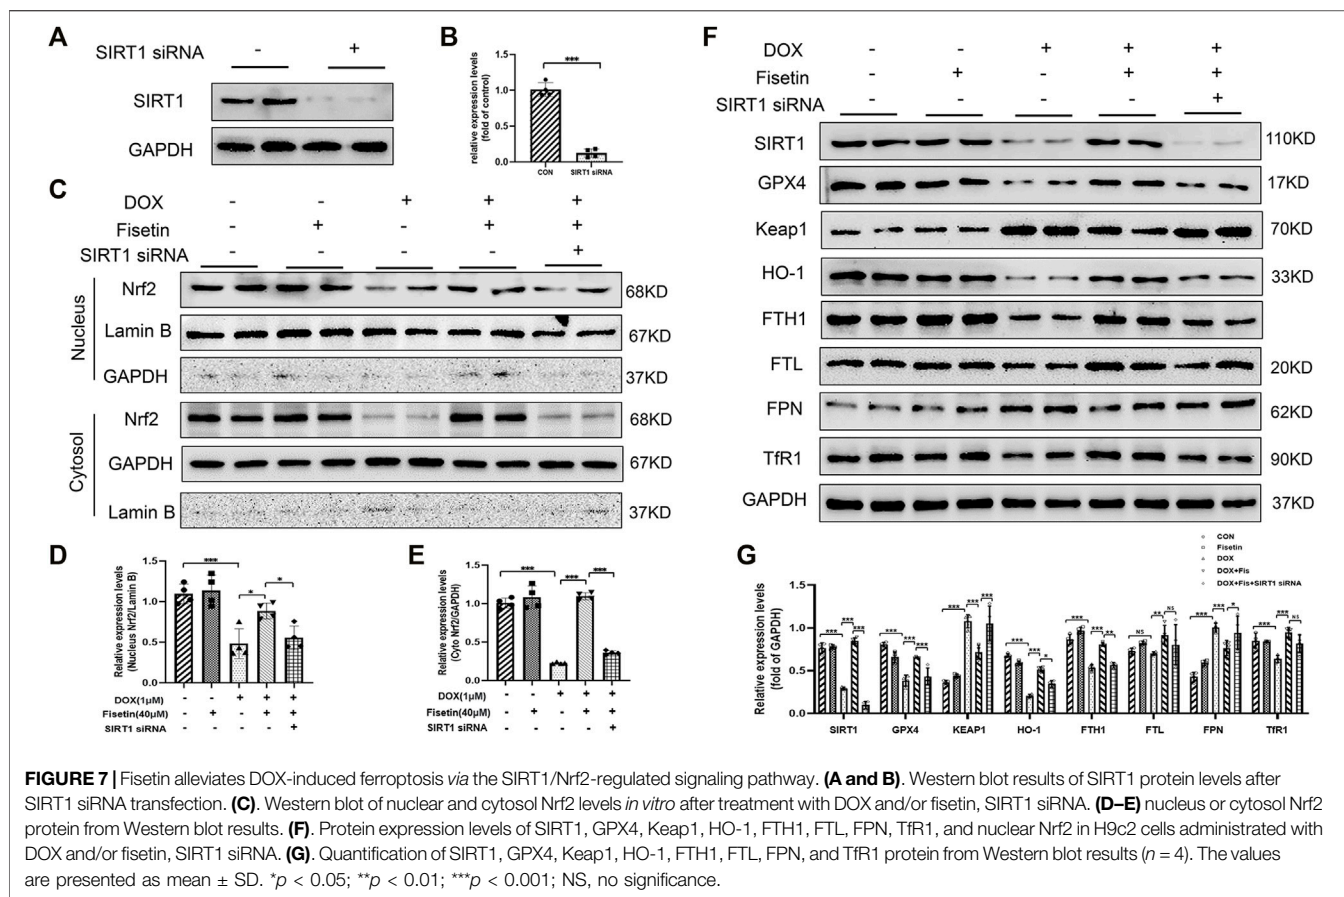 A
SIRT1 siRNA - +
SIRT1
GAPDH
B
relative expression levels
(fold of control)
1.5
1.0
0.5
0.0
***
CON SIRT1 siRNA
C
DOX - - + + +
Fisetin - + - + +
SIRT1 siRNA - - - - +
Nucleus
Nrf2 68KD
Lamin B 67KD
GAPDH 37KD
Cytosol
Nrf2 68KD
GAPDH 67KD
Lamin B 37KD
D
Relative expression levels
(Nucleus Nrf2/Lamin B)
1.5
1.0
0.5
0.0
*** * *
DOX(1μM) - - + + +
Fisetin(40μM) - + - + +
SIRT1 siRNA - - - - +
E
Relative expression levels
(Cyto Nrf2/GAPDH)
1.5
1.0
0.5
0.0
*** *** ***
DOX(1μM) - - + + +
Fisetin(40μM) - + - + +
SIRT1 siRNA - - - - +
F
DOX - - + + +
Fisetin - + - + +
SIRT1 siRNA - - - - +
SIRT1 110KD
GPX4 17KD
Keap1 70KD
HO-1 33KD
FTH1
FTL 20KD
FPN 62KD
TfR1 90KD
GAPDH 37KD
G
CON
Fisetin
DOX
DOX+Fis
DOX+Fis+SIRT1 siRNA
Relative expression levels
(fold of GAPDH)
1.5
1.0
0.5
0.0
*** *** *** *** *** *** *** *** *** *** *** * *** *** ** NS ** NS *** *** * *** *** NS
SIRT1 GPX4 KEAP1 HO-1 FTH1 FTL FPN TfR1
FIGURE 7 | Fisetin alleviates DOX-induced ferroptosis via the SIRT1/Nrf2-regulated signaling pathway. (A and B). Western blot results of SIRT1 protein levels after
SIRT1 siRNA transfection. (C). Western blot of nuclear and cytosol Nrf2 levels in vitro after treatment with DOX and/or fisetin, SIRT1 siRNA. (D–E) nucleus or cytosol Nrf2
protein from Western blot results. (F). Protein expression levels of SIRT1, GPX4, Keap1, HO-1, FTH1, FTL, FPN, TfR1, and nuclear Nrf2 in H9c2 cells administrated with
DOX and/or fisetin, SIRT1 siRNA. (G). Quantification of SIRT1, GPX4, Keap1, HO-1, FTH1, FTL, FPN, and TfR1 protein from Western blot results (n = 4). The values
are presented as mean ± SD. *p < 0.05; **p < 0.01; ***p < 0.001; NS, no significance.